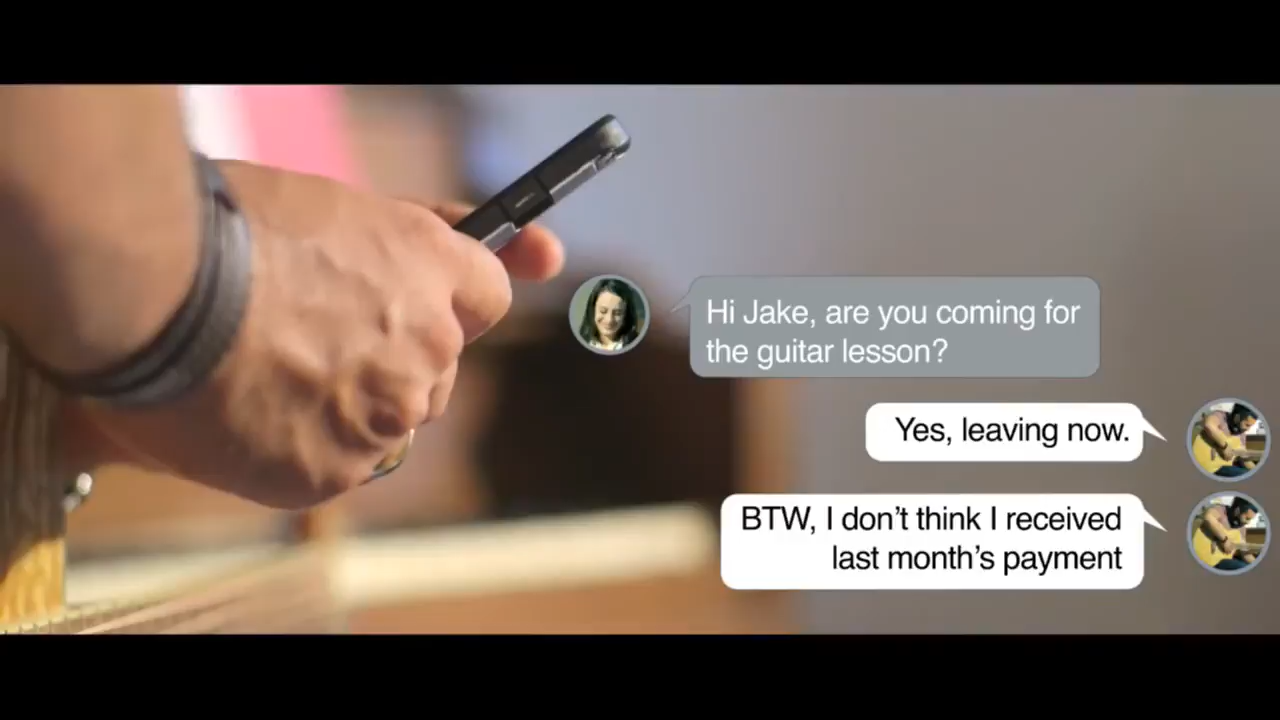 Hi Jake, are you coming for
the guitar lesson?
Yes, leaving now.
BTW, I don’t think I received
last month’s payment